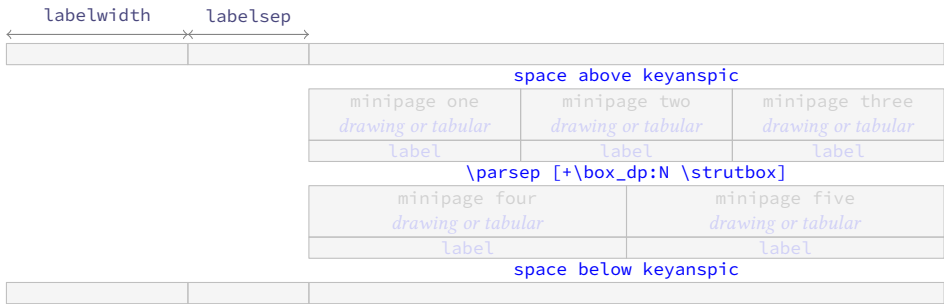 labelwidth labelsep
space above keyanspic
minipage one minipage two minipage three
drawing or tabular drawing or tabular drawing or tabular
label label label
\parsep [+\box_dp:N \strutbox]
minipage four minipage five
drawing or tabular drawing or tabular
label label
space below keyanspic